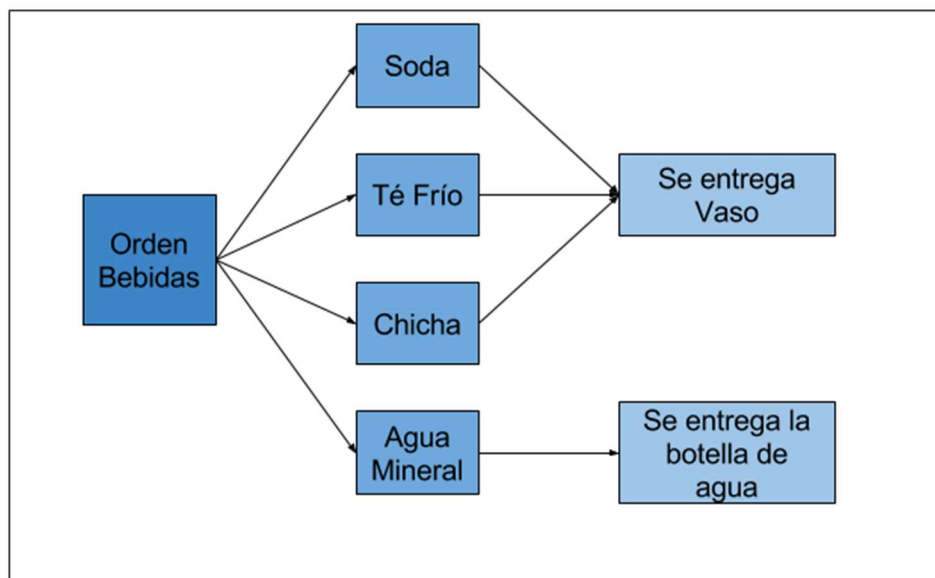 Soda
Té Frío
Se entrega
Vaso
Orden
Bebidas
Chicha
Agua
Mineral
Se entrega la
botella de
agua